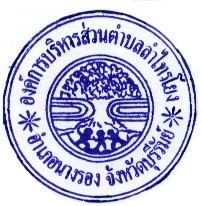 องค์การบริหารส่วนตำบลลำไทรโยง
อำเภอนางรอง จังหวัดบุรีรัมย์